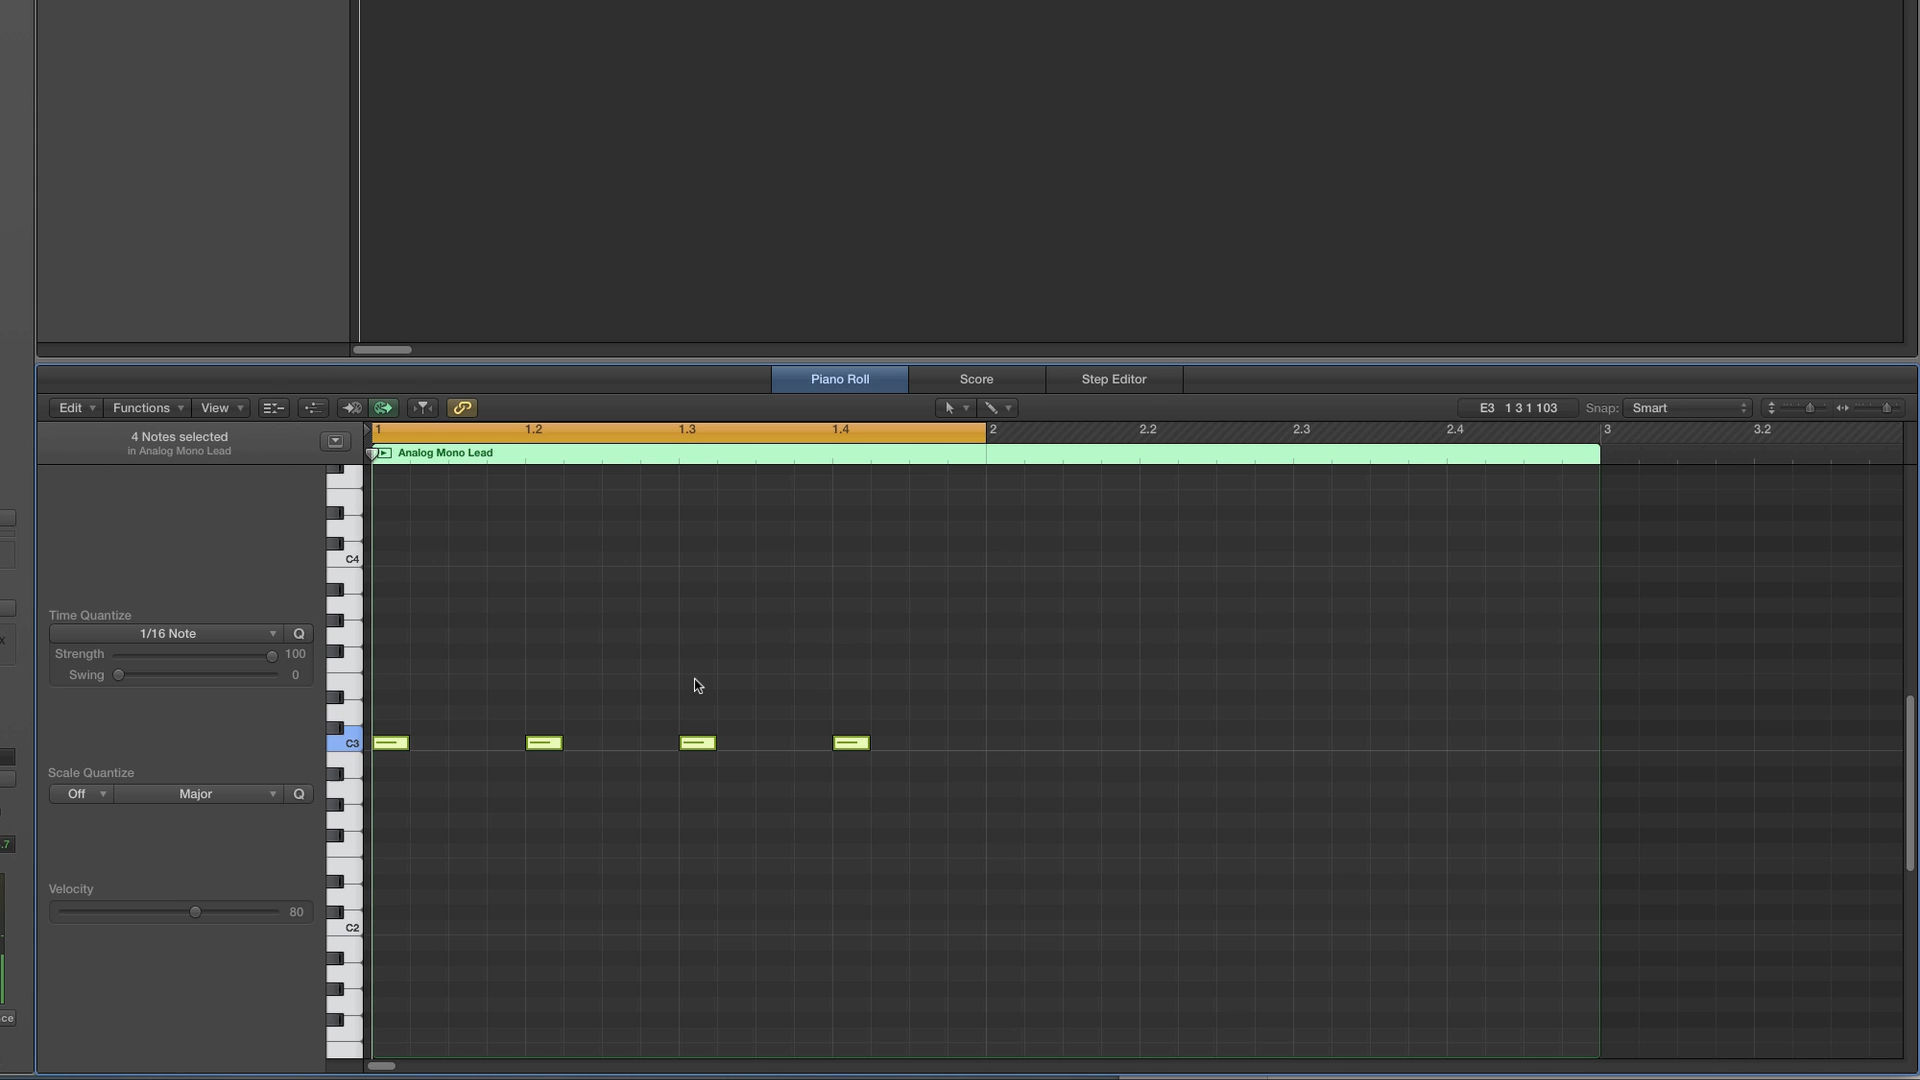 Piano Roll
Score
Step Editor
Edit
Functions
View
E3 1 3 1 103
Snap:
Smart
4 Notes selected
in Analog Mono Lead
1
1.2
1.3
1.4
2
2.2
2.3
2.4
3
3.2
Analog Mono Lead
C4
Time Quantize
1/16 Note
Q
Strength
100
Swing
0
x
C3
Scale Quantize
Off
Major
Q
.7
Velocity
80
C2
ce